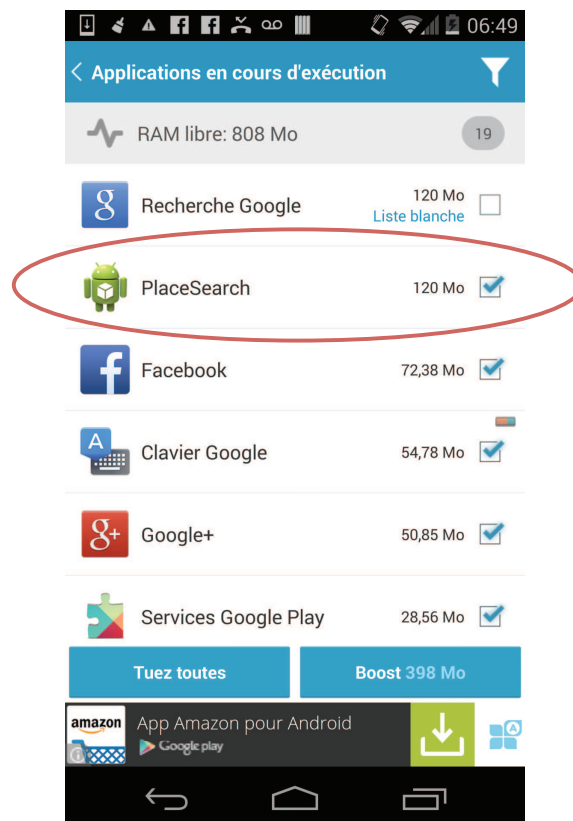 06:49
Applications en cours d'exécution
RAM libre: 808 Mo
19
Recherche Google
120 Mo
Liste blanche
PlaceSearch
120 Mo
Facebook
72,38 Mo
Clavier Google
54,78 Mo
Google+
50,85 Mo
Services Google Play
28,56 Mo
Tuez toutes
Boost 398 Mo
amazon
App Amazon pour Android
Google play